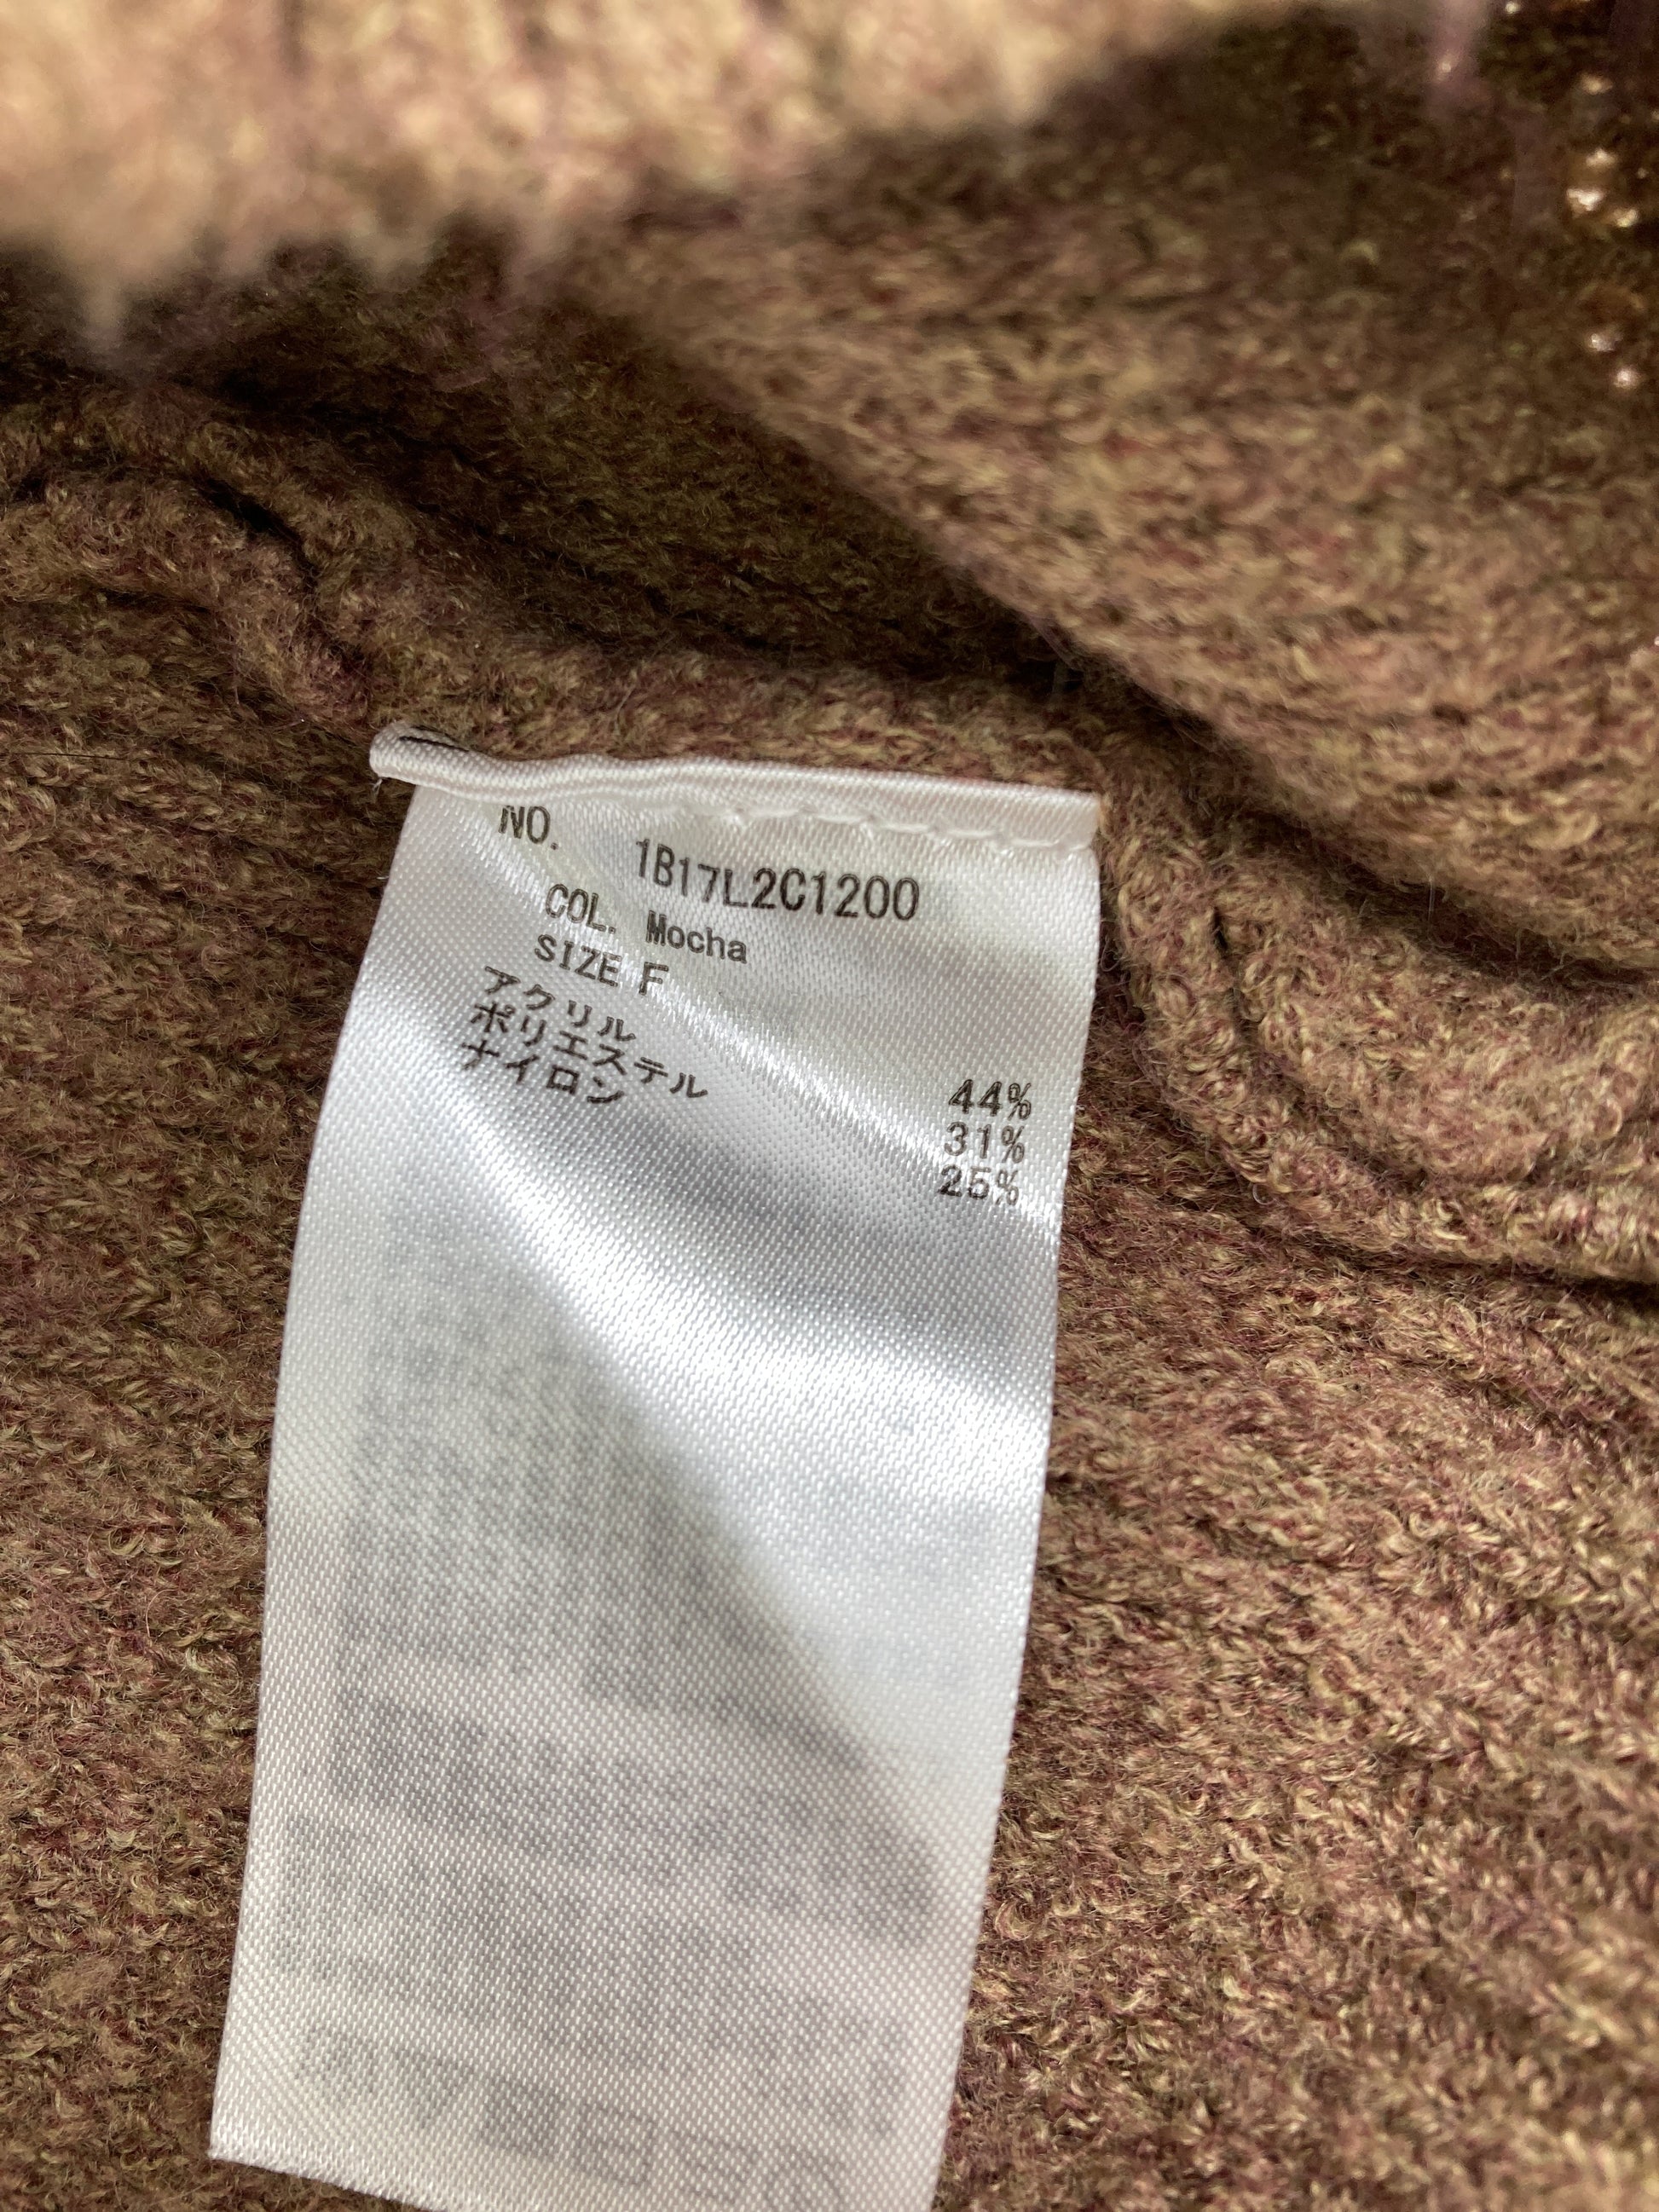 NO. 1B17L2C1200
COL. Mocha
SIZE F
アクリル 44%
ポリエステル 31%
ナイロン 25%